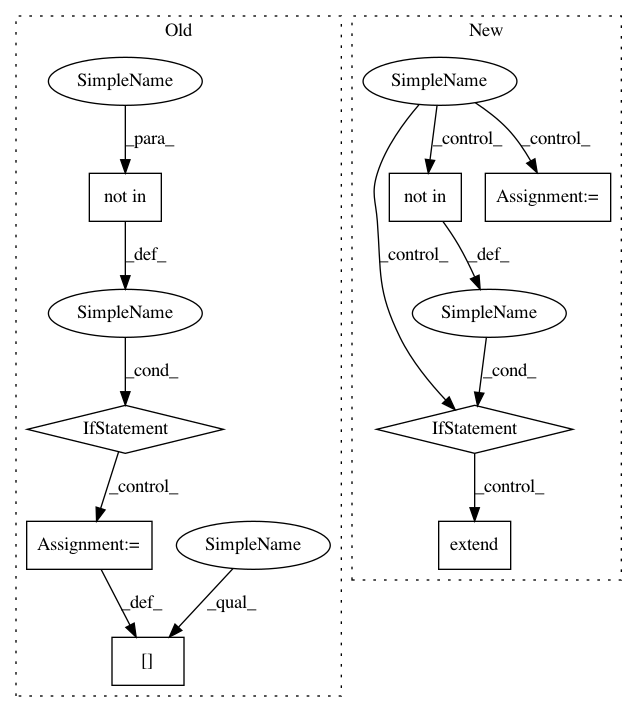 Old
New
SimpleName
SimpleName
_para_
_control_
_control_
not in
not in
Assignment:=
_def_
_control_
_def_
SimpleName
SimpleName
_cond_
_cond_
IfStatement
IfStatement
_control_
_control_
Assignment:=
SimpleName
extend
_def_
_qual_
[]